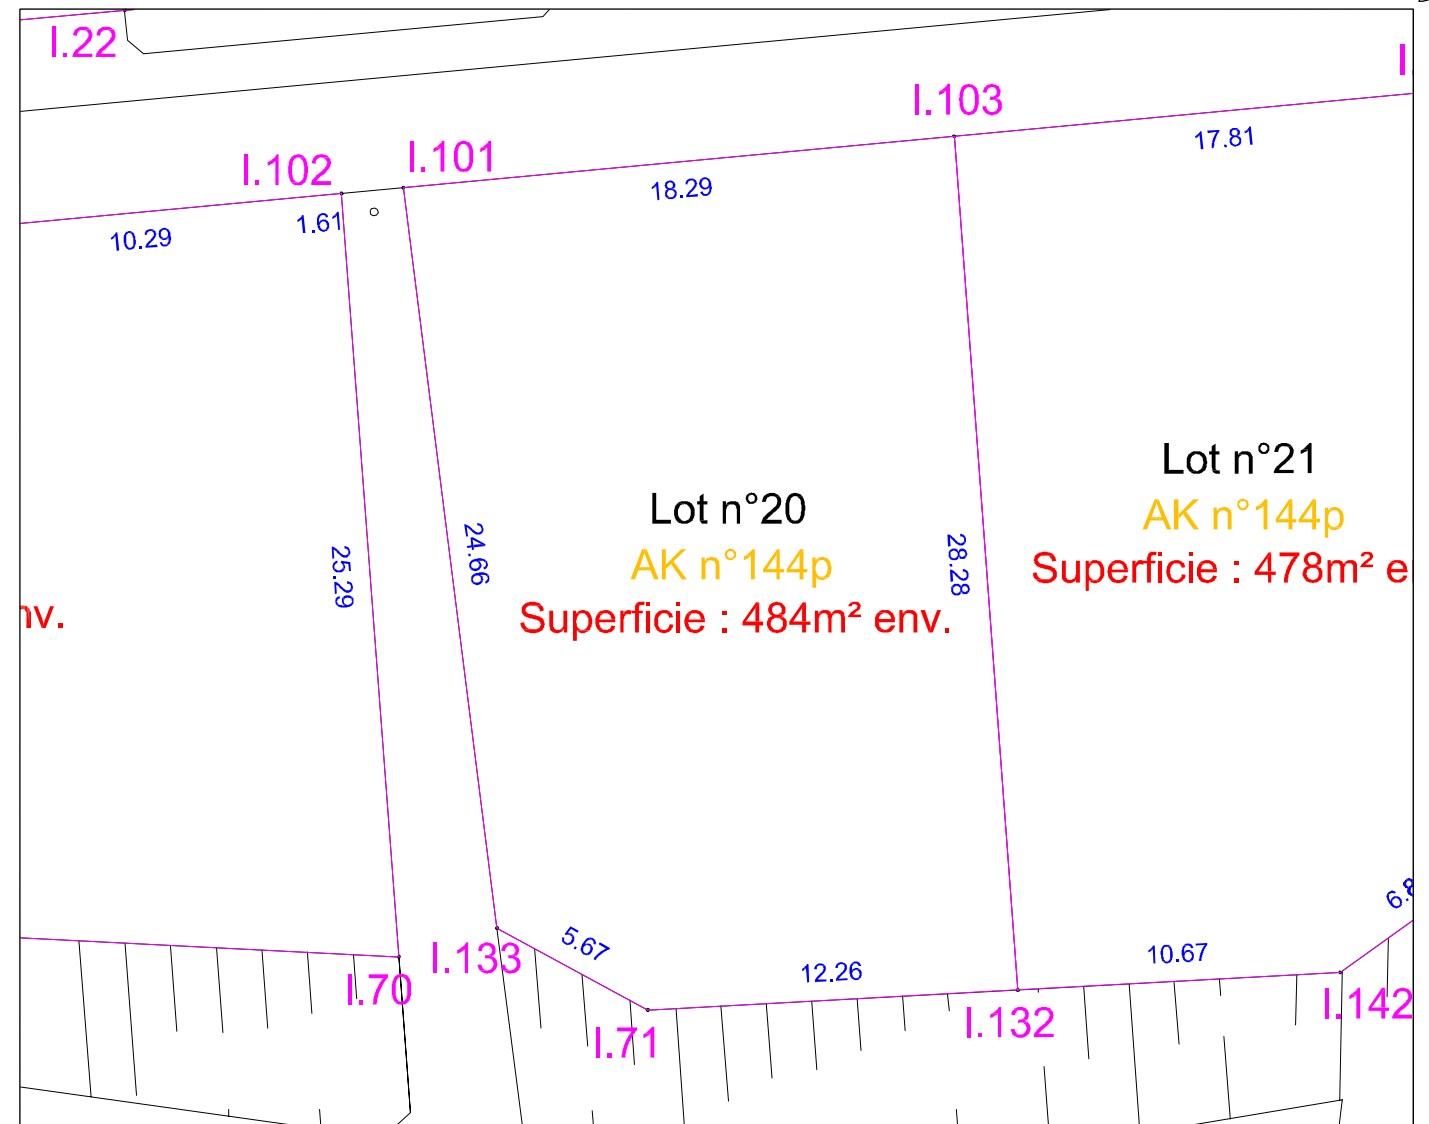 I.22
I.103
17.81
I.102
I.101
18.29
1.61
10.29
Lot n°21
AK n°144p
Superficie : 478m² e
Lot n°20
AK n°144p
Superficie : 484m² env.
24.66
28.28
25.29
nv.
5.67
I.133
I.70
12.26
10.67
I.71
I.132
I.142